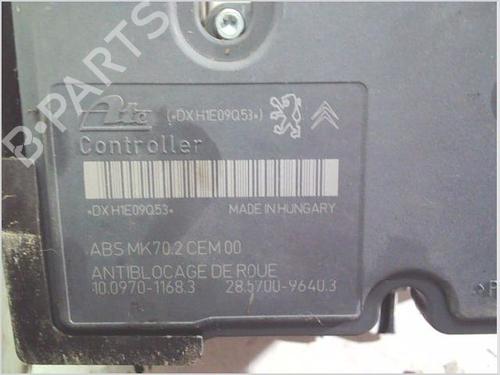 B-PARTS
Ate (*DXH1E09Q53*)
Controller
*DXH1E09Q53* MADE IN HUNGARY
ABS MK70.2 CEM 00
ANTIBLOCAGE DE ROUE
10.0970-1168.3 28.5700-9640.3